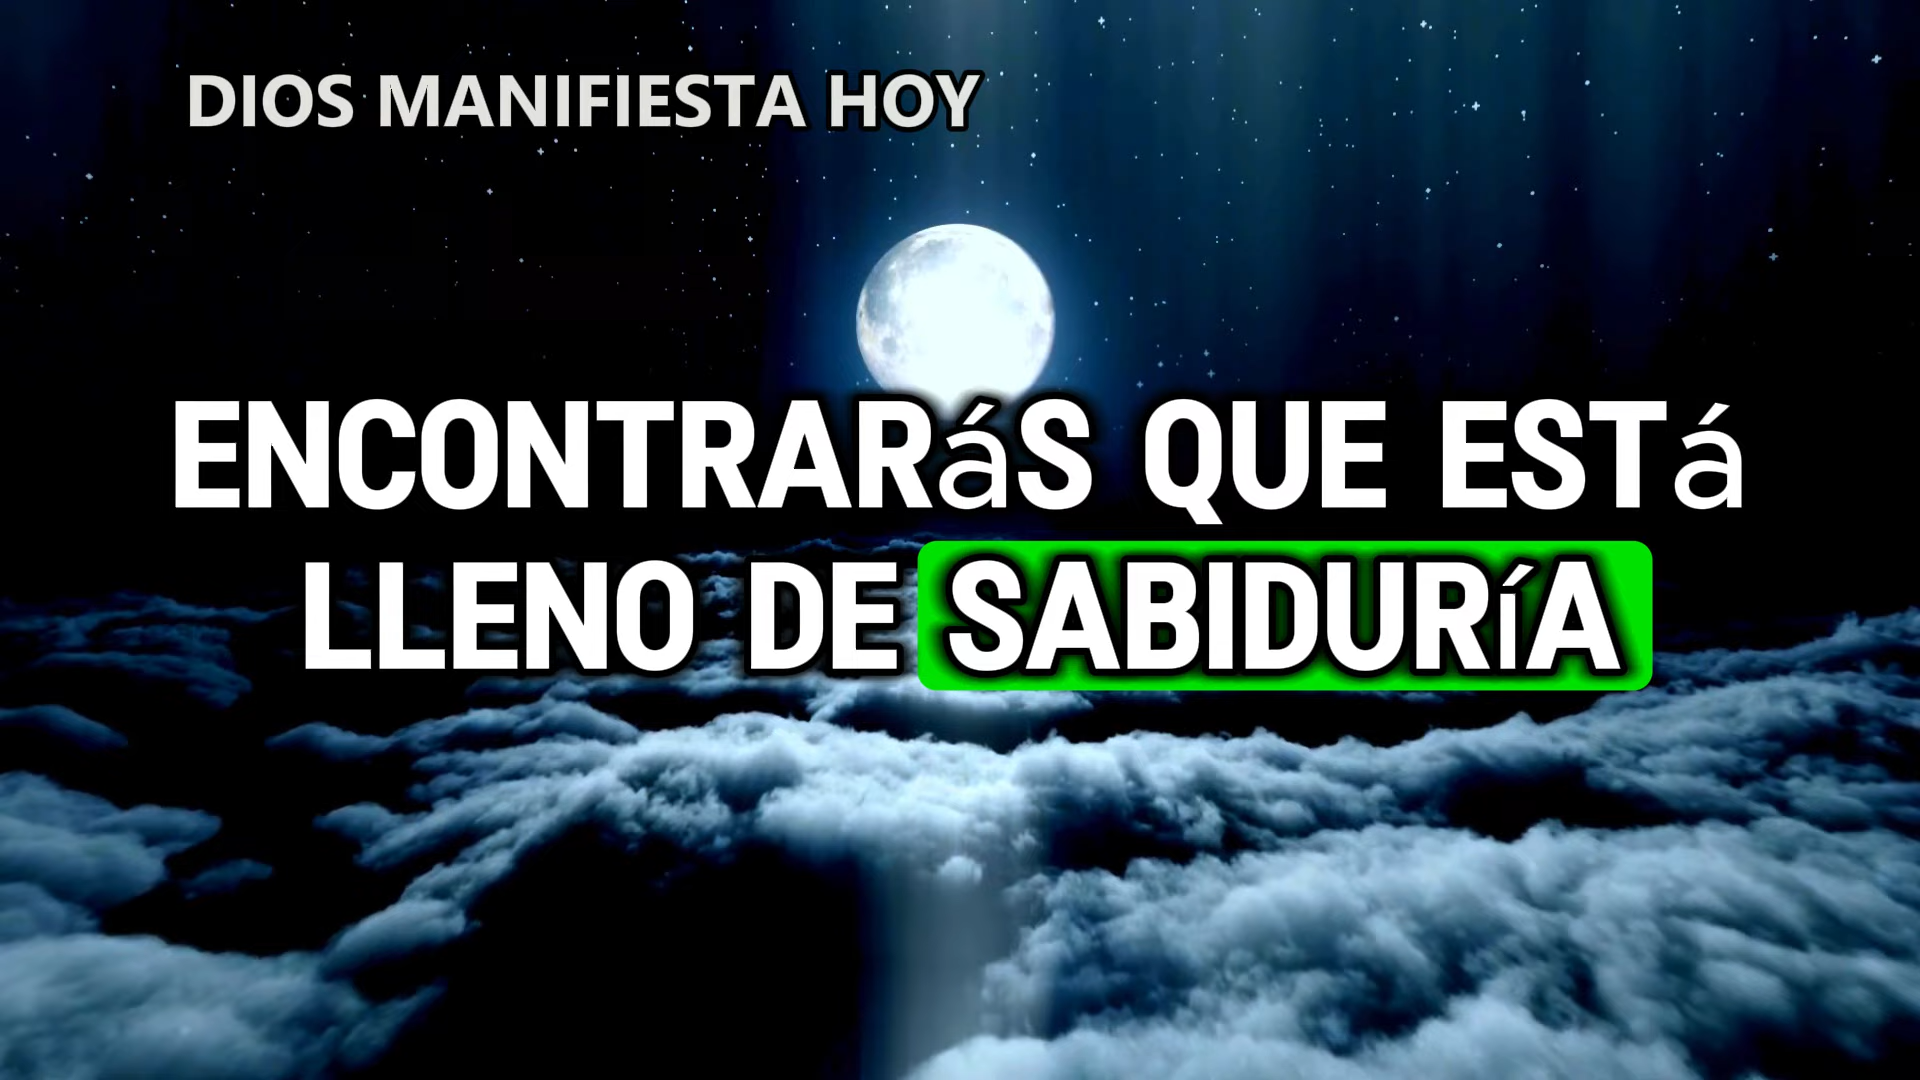 DIOS MANIFIESTA HOY
ENCONTRARáS QUE ESTá
LLENO DE SABIDURíA